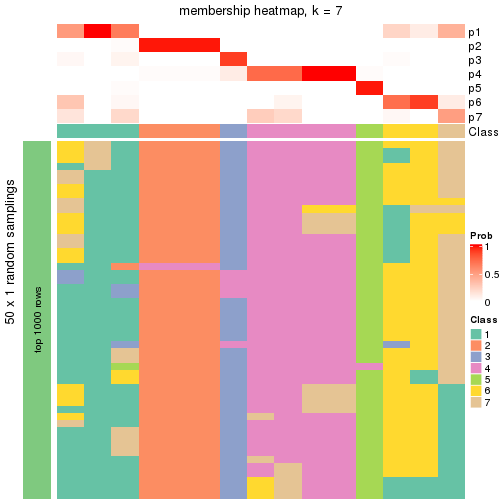 membership heatmap, k = 7
p1
p2
p3
p4
p5
p6
p7
Class
50 x 1 random samplings
top 1000 rows
Prob
1
0.5
0
Class
1
2
3
4
5
6
7